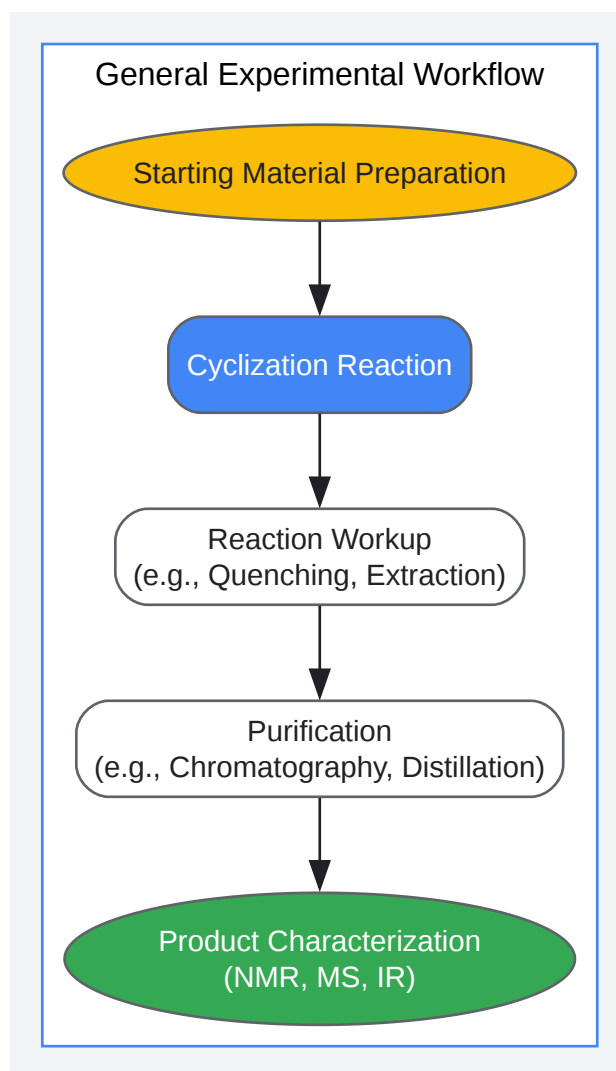 General Experimental Workflow
Starting Material Preparation
Cyclization Reaction
Reaction Workup
(e.g., Quenching, Extraction)
Purification
(e.g., Chromatography, Distillation)
Product Characterization
(NMR, MS, IR)